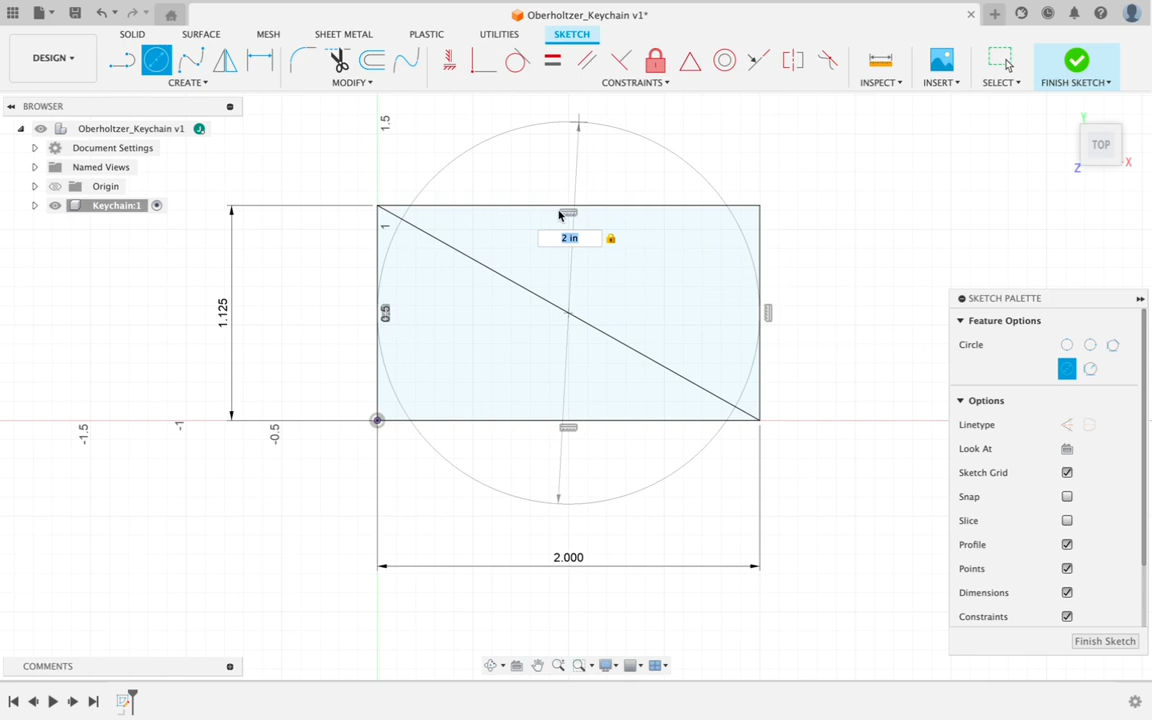 Oberholtzer_Keychain v1*
SOLID SURFACE MESH SHEET METAL PLASTIC UTILITIES SKETCH
DESIGN
CREATE MODIFY CONSTRAINTS INSPECT INSERT SELECT FINISH SKETCH
BROWSER
Oberholtzer_Keychain v1
Document Settings
Named Views
Origin
Keychain:1
TOP
Y
X
Z
1.5
1
0.5
2 in
1.125
-1.5
-1
-0.5
2.000
SKETCH PALETTE
Feature Options
Circle
Options
Linetype
Look At
Sketch Grid
Snap
Slice
Profile
Points
Dimensions
Constraints
Finish Sketch
COMMENTS